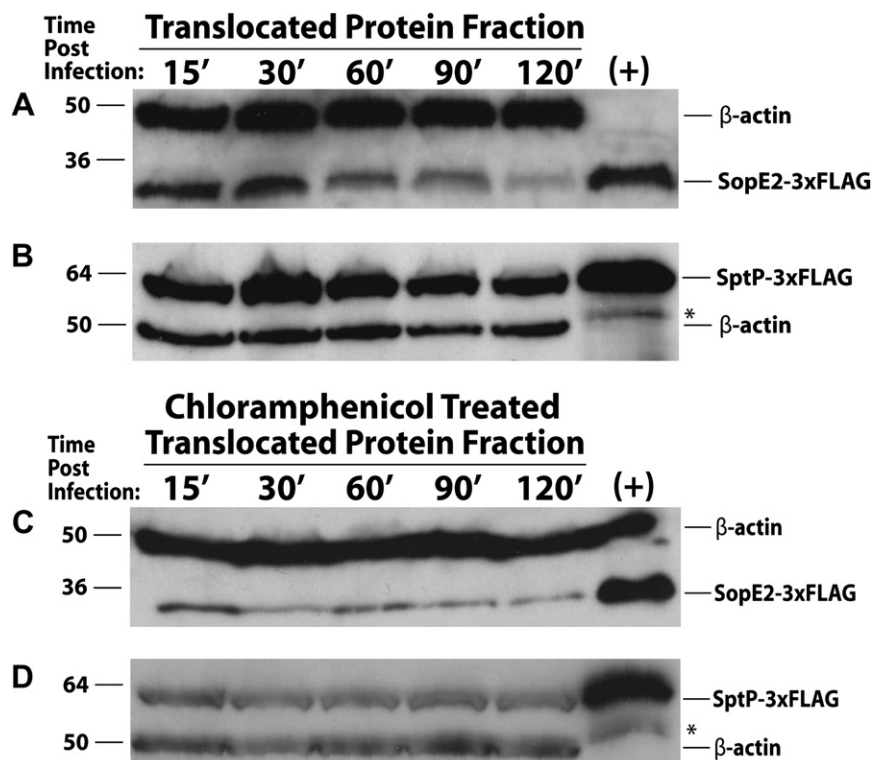 Time Post Infection:
Translated Protein Fraction
15′ 30′ 60′ 90′ 120′ (+)
A
50
36
β-actin
SopE2-3xFLAG
B
64
50
SptP-3xFLAG
*
β-actin
Chloramphenicol Treated
Translocated Protein Fraction
Time
Post
Infection:
15′ 30′ 60′ 90′ 120′ (+)
C
50
36
β-actin
SopE2-3xFLAG
D
64
50
SptP-3xFLAG
*
β-actin